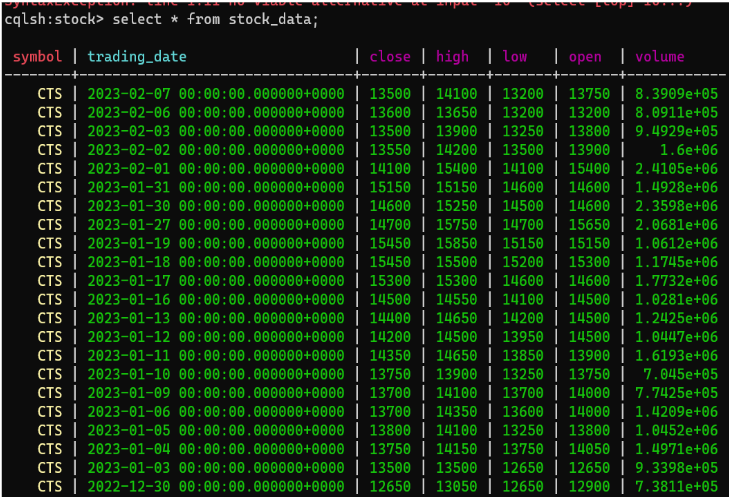 cqlsh:stock> select * from stock_data;
symbol | trading_date | close | high | low | open | volume
--------+---------------------------------+-------+-------+-------+-------+------------
CTS | 2023-02-07 00:00:00.000000+0000 | 13500 | 14100 | 13200 | 13750 | 8.3909e+05
CTS | 2023-02-06 00:00:00.000000+0000 | 13600 | 13650 | 13200 | 13200 | 8.0911e+05
CTS | 2023-02-03 00:00:00.000000+0000 | 13500 | 13900 | 13250 | 13800 | 9.4929e+05
CTS | 2023-02-02 00:00:00.000000+0000 | 13550 | 14200 | 13500 | 13900 | 1.6e+06
CTS | 2023-02-01 00:00:00.000000+0000 | 14100 | 15400 | 14100 | 15400 | 2.4105e+06
CTS | 2023-01-31 00:00:00.000000+0000 | 15150 | 15150 | 14600 | 14600 | 1.4928e+06
CTS | 2023-01-30 00:00:00.000000+0000 | 14600 | 15250 | 14500 | 14600 | 2.3598e+06
CTS | 2023-01-27 00:00:00.000000+0000 | 14700 | 15750 | 14700 | 15650 | 2.0681e+06
CTS | 2023-01-19 00:00:00.000000+0000 | 15450 | 15850 | 15150 | 15150 | 1.0612e+06
CTS | 2023-01-18 00:00:00.000000+0000 | 15450 | 15500 | 15200 | 15300 | 1.1745e+06
CTS | 2023-01-17 00:00:00.000000+0000 | 15300 | 15300 | 14600 | 14600 | 1.7732e+06
CTS | 2023-01-16 00:00:00.000000+0000 | 14500 | 14550 | 14100 | 14500 | 1.0281e+06
CTS | 2023-01-13 00:00:00.000000+0000 | 14400 | 14650 | 14200 | 14500 | 1.2425e+06
CTS | 2023-01-12 00:00:00.000000+0000 | 14200 | 14500 | 13950 | 14500 | 1.0447e+06
CTS | 2023-01-11 00:00:00.000000+0000 | 14350 | 14650 | 13850 | 13900 | 1.6193e+06
CTS | 2023-01-10 00:00:00.000000+0000 | 13750 | 13900 | 13250 | 13750 | 7.045e+05
CTS | 2023-01-09 00:00:00.000000+0000 | 13700 | 14100 | 13700 | 14000 | 7.7425e+05
CTS | 2023-01-06 00:00:00.000000+0000 | 13700 | 14350 | 13600 | 14000 | 1.4209e+06
CTS | 2023-01-05 00:00:00.000000+0000 | 13800 | 14100 | 13250 | 13800 | 1.0452e+06
CTS | 2023-01-04 00:00:00.000000+0000 | 13750 | 14150 | 13750 | 14050 | 1.4971e+06
CTS | 2023-01-03 00:00:00.000000+0000 | 13500 | 13500 | 12650 | 12650 | 9.3398e+05
CTS | 2022-12-30 00:00:00.000000+0000 | 12650 | 13050 | 12650 | 12900 | 7.3811e+05